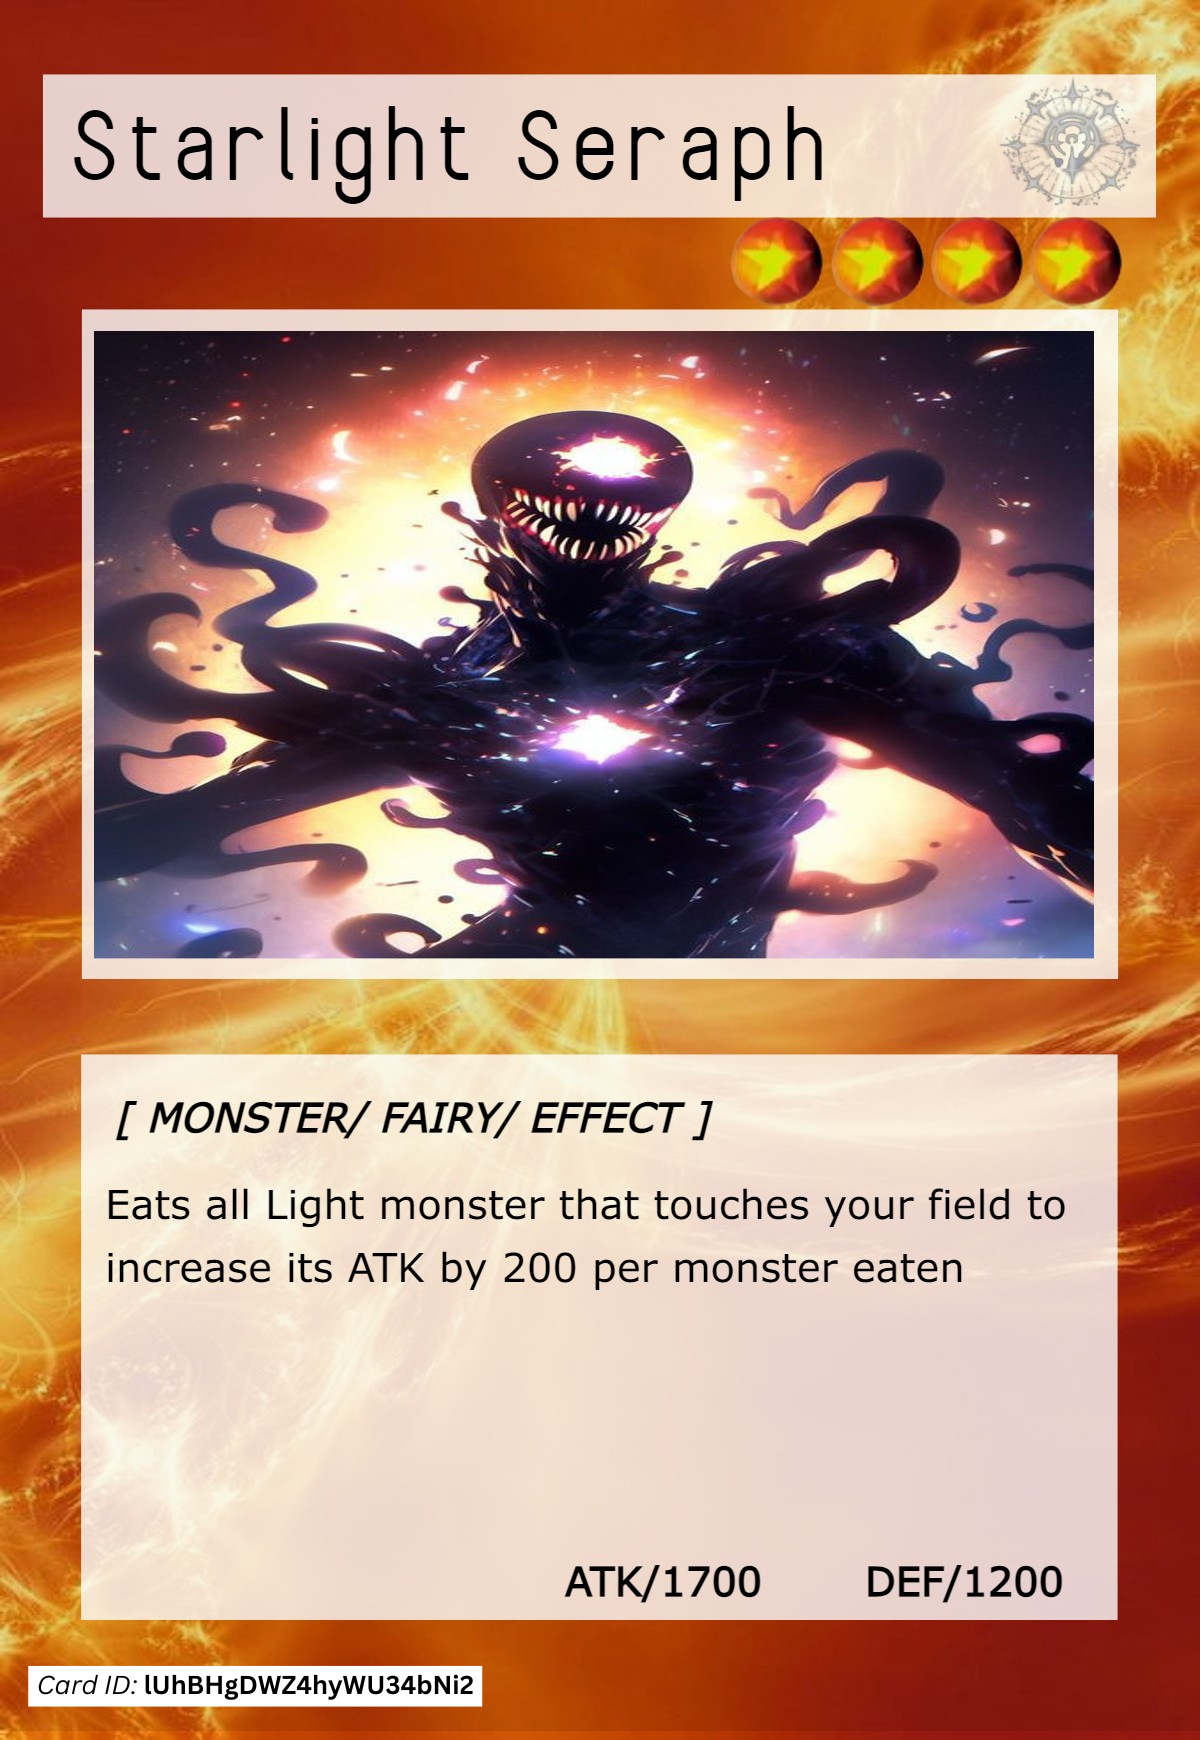 Starlight Seraph
[ MONSTER/ FAIRY/ EFFECT ]
Eats all Light monster that touches your field to
increase its ATK by 200 per monster eaten
ATK/1700 DEF/1200
Card ID: lUhBHgDWZ4hyWU34bNi2